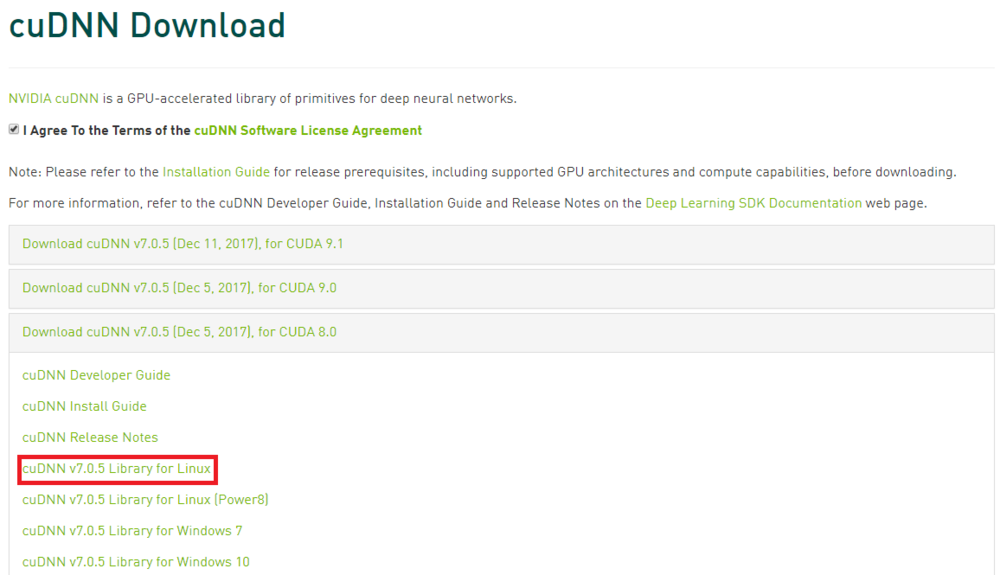 cuDNN Download
NVIDIA cuDNN is a GPU-accelerated library of primitives for deep neural networks.
I Agree To the Terms of the cuDNN Software License Agreement
Note: Please refer to the Installation Guide for release prerequisites, including supported GPU architectures and compute capabilities, before downloading.
For more information, refer to the cuDNN Developer Guide, Installation Guide and Release Notes on the Deep Learning SDK Documentation web page.
Download cuDNN v7.0.5 [Dec 11, 2017], for CUDA 9.1
Download cuDNN v7.0.5 [Dec 5, 2017], for CUDA 9.0
Download cuDNN v7.0.5 [Dec 5, 2017], for CUDA 8.0
cuDNN Developer Guide
cuDNN Install Guide
cuDNN Release Notes
cuDNN v7.0.5 Library for Linux
cuDNN v7.0.5 Library for Linux [Power8]
cuDNN v7.0.5 Library for Windows 7
cuDNN v7.0.5 Library for Windows 10